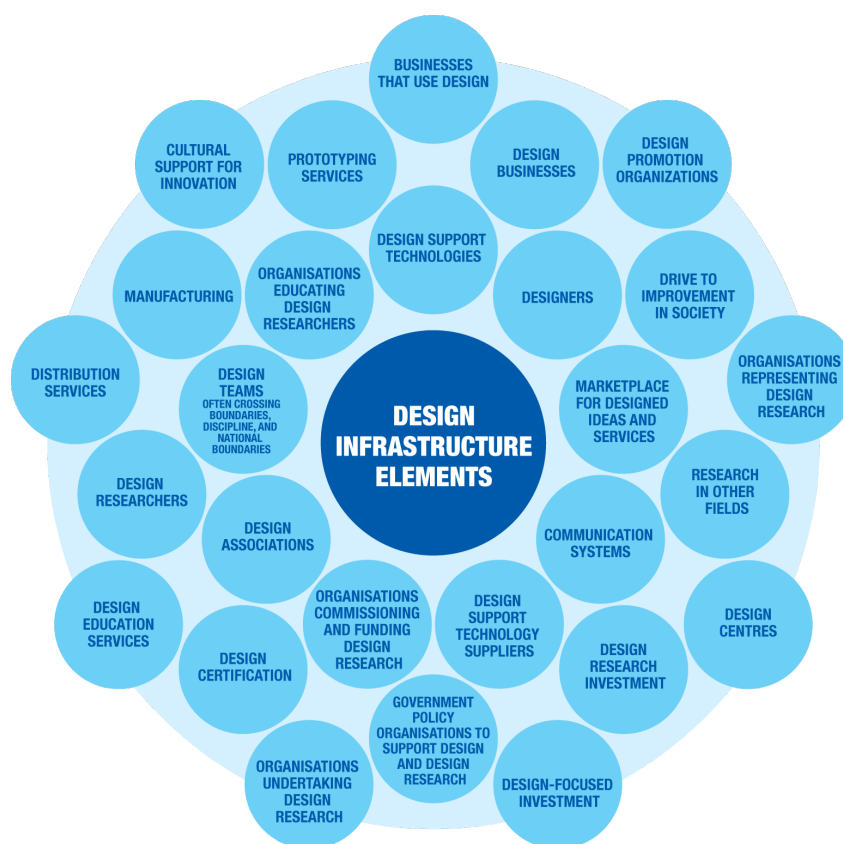 BUSINESSES
THAT USE DESIGN
CULTURAL
SUPPORT FOR
INNOVATION
PROTOTYPING
SERVICES
DESIGN
BUSINESSES
DESIGN
PROMOTION
ORGANIZATIONS
DESIGN SUPPORT
TECHNOLOGIES
MANUFACTURING
ORGANISATIONS
EDUCATING
DESIGN
RESEARCHERS
DESIGNERS
DRIVE TO
IMPROVEMENT
IN SOCIETY
DISTRIBUTION
SERVICES
DESIGN
TEAMS
OFTEN CROSSING
BOUNDARIES,
DISCIPLINE, AND
NATIONAL
BOUNDARIES
DESIGN
INFRASTRUCTURE
ELEMENTS
MARKETPLACE
FOR DESIGNED
IDEAS AND
SERVICES
ORGANISATIONS
REPRESENTING
DESIGN
RESEARCH
DESIGN
RESEARCHERS
RESEARCH
IN OTHER
FIELDS
DESIGN
ASSOCIATIONS
COMMUNICATION
SYSTEMS
DESIGN
EDUCATION
SERVICES
ORGANISATIONS
COMMISSIONING
AND FUNDING
DESIGN
RESEARCH
DESIGN
SUPPORT
TECHNOLOGY
SUPPLIERS
DESIGN
CENTRES
DESIGN
CERTIFICATION
DESIGN
RESEARCH
INVESTMENT
GOVERNMENT
POLICY
ORGANISATIONS TO
SUPPORT DESIGN
AND DESIGN
RESEARCH
ORGANISATIONS
UNDERTAKING
DESIGN
RESEARCH
DESIGN-FOCUSED
INVESTMENT